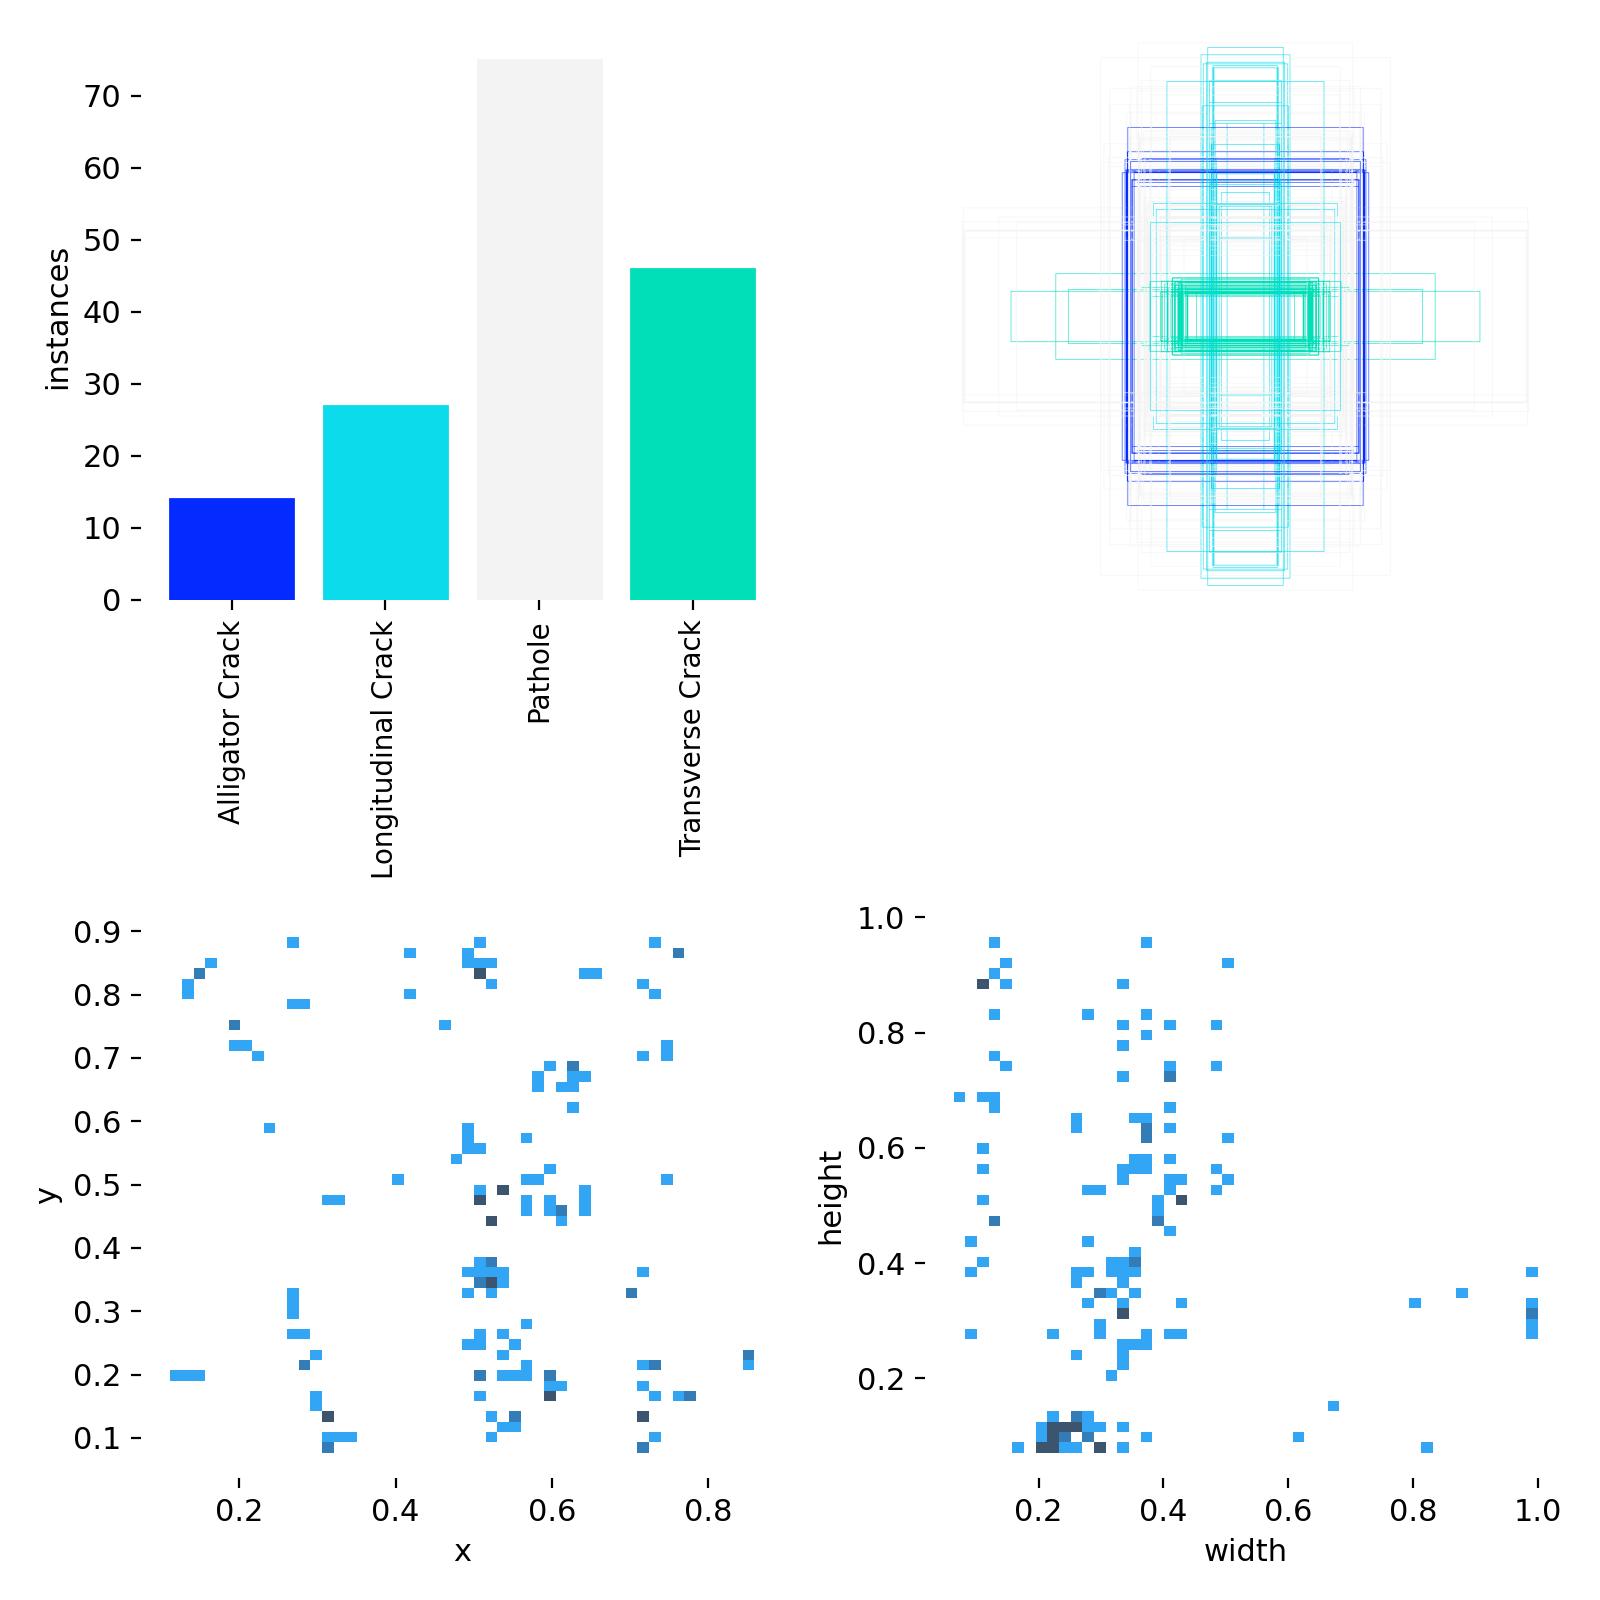 70
60
50
40
30
20
10
0
instances
Alligator Crack
Longitudinal Crack
Pathole
Transverse Crack
0.9
0.8
0.7
0.6
0.5
0.4
0.3
0.2
0.1
y
0.2 0.4 0.6 0.8
x
1.0
0.8
0.6
0.4
0.2
height
0.2 0.4 0.6 0.8 1.0
width